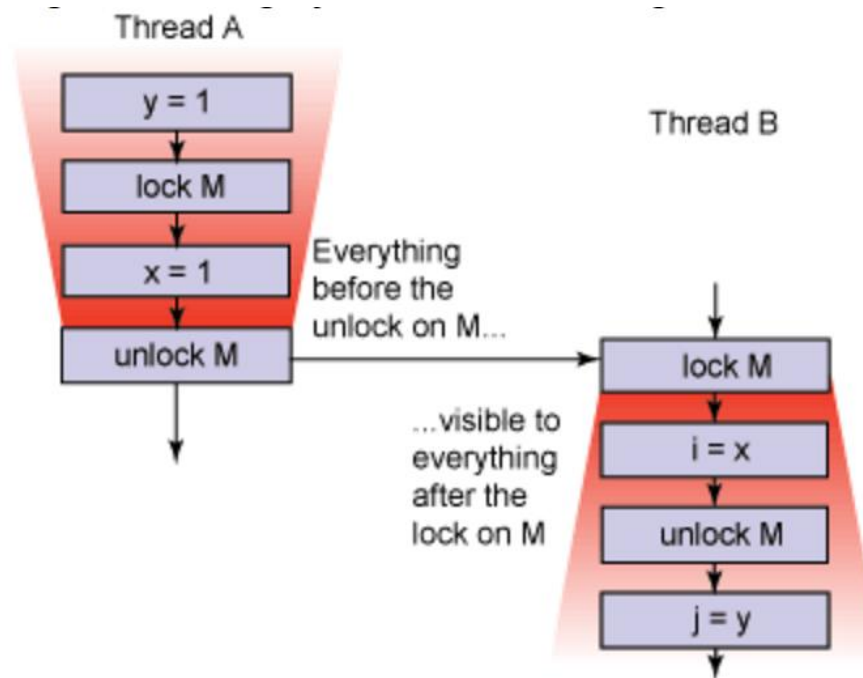 Thread A
y = 1
lock M
x = 1
unlock M
Everything
before the
unlock on M...
Thread B
lock M
...visible to
everything
after the
lock on M
i = x
unlock M
j = y